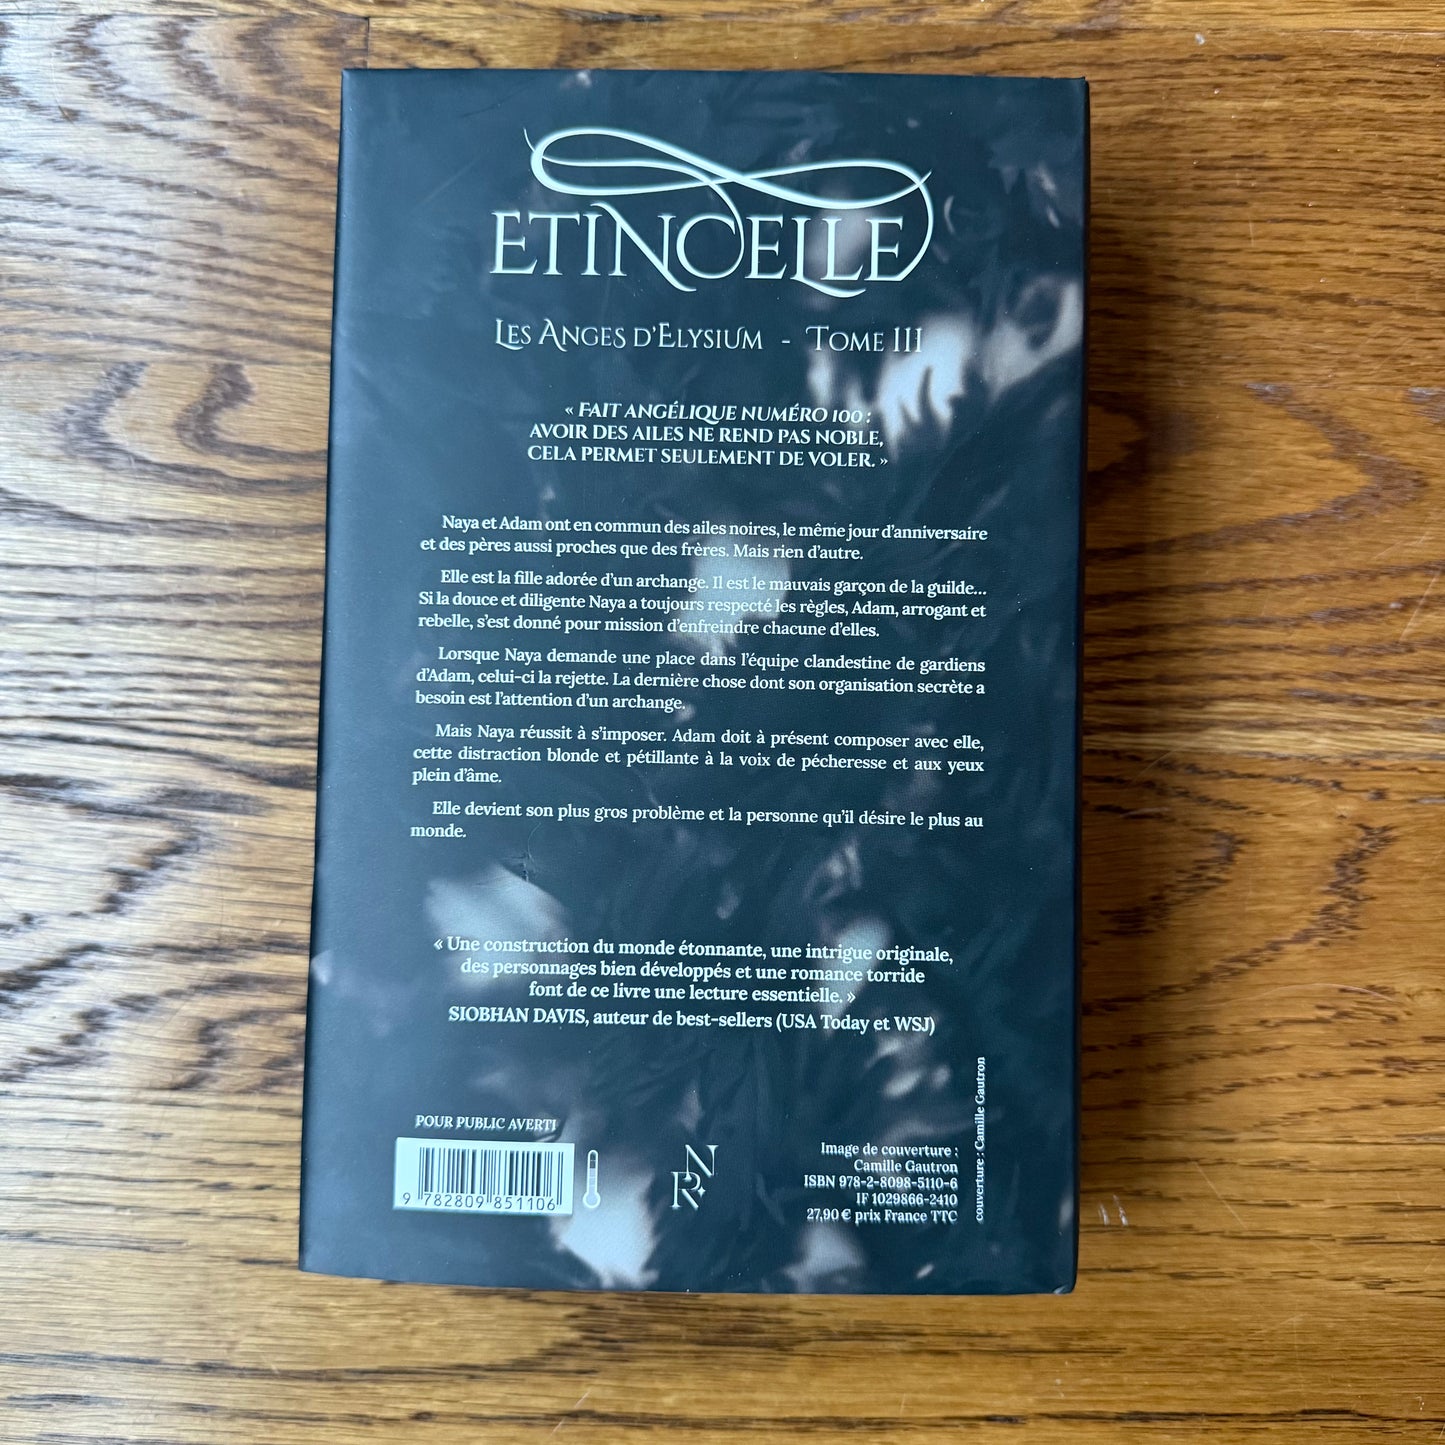 ETINCELLE
LES ANGES D'ELYSIUM - TOME III
« FAIT ANGÉLIQUE NUMÉRO 100 :
AVOIR DES AILES NE REND PAS NOBLE,
CELA PERMET SEULEMENT DE VOLER. »
Naya et Adam ont en commun des ailes noires, le même jour d'anniversaire
et des pères aussi proches que des frères. Mais rien d'autre.
Elle est la fille adorée d'un archange. Il est le mauvais garçon de la guilde...
Si la douce et diligente Naya a toujours respecté les règles, Adam, arrogant et
rebelle, s'est donné pour mission d'enfreindre chacune d'elles.
Lorsque Naya demande une place dans l'équipe clandestine de gardiens
d'Adam, celui-ci la rejette. La dernière chose dont son organisation secrète a
besoin est l'attention d'un archange.
Mais Naya réussit à s'imposer. Adam doit à présent composer avec elle,
cette distraction blonde et pétillante à la voix de pécheresse et aux yeux
plein d'âme.
Elle devient son plus gros problème et la personne qu'il désire le plus au
monde.
« Une construction du monde étonnante, une intrigue originale,
des personnages bien développés et une romance torride
font de ce livre une lecture essentielle. »
SIOBHAN DAVIS, auteur de best-sellers (USA Today et WSJ)
POUR PUBLIC AVERTI
9 782809 851106
NR
Image de couverture :
Camille Gautron
ISBN 978-2-8098-5110-6
IF 1029866-2410
27,90 € prix France TTC
couverture : Camille Gautron